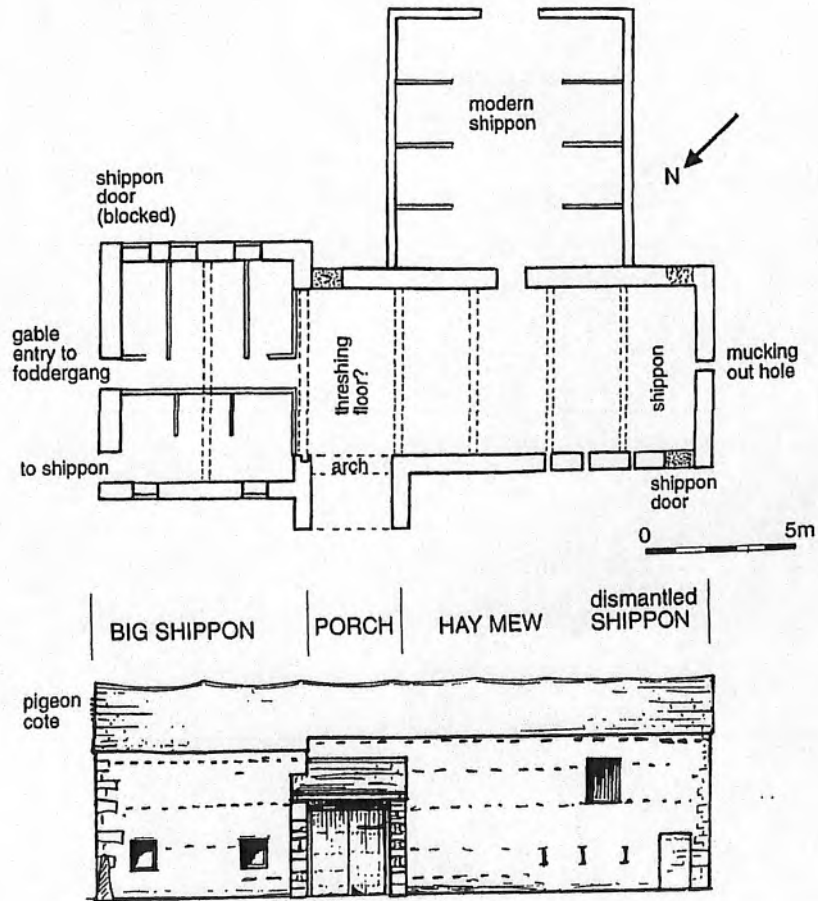 modern
shippon
N
shippon
door
(blocked)
gable
entry to
foddergang
threshing
floor?
shippon
mucking
out hole
to shippon
arch
shippon
door
0 5m
BIG SHIPPON
PORCH
HAY MEW
dismantled
SHIPPON
pigeon
cote